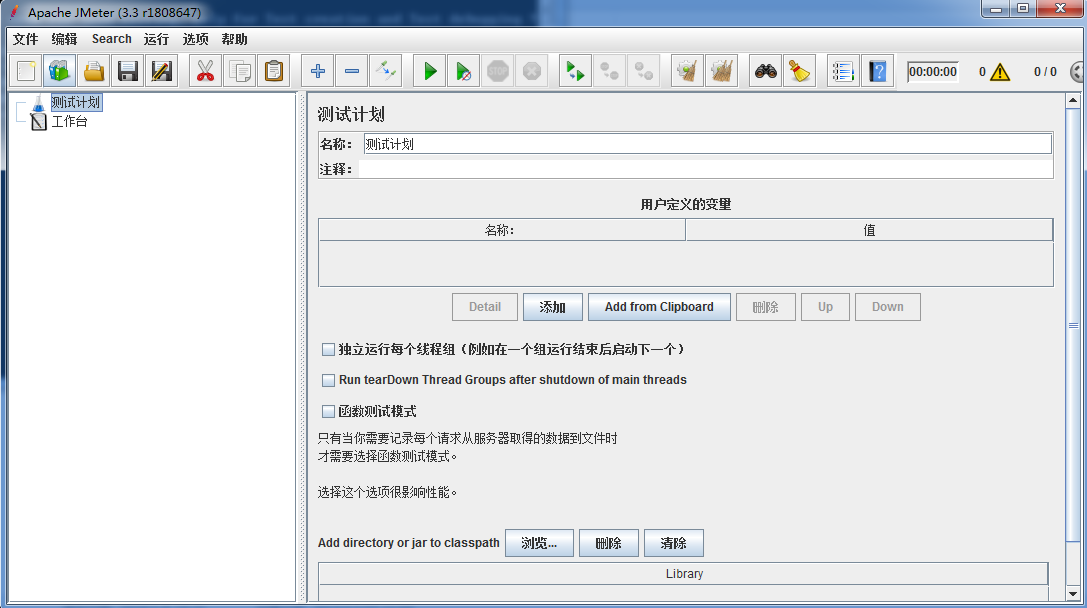 Apache JMeter (3.3 r1808647)
文件 编辑 Search 运行 选项 帮助
STOP
00:00:00 0 0 / 0
测试计划
工作台
测试计划
名称： 测试计划
注释：
用户定义的变量
名称: 值
Detail 添加 Add from Clipboard 删除 Up Down
独立运行每个线程组（例如在一个组运行结束后启动下一个）
Run tearDown Thread Groups after shutdown of main threads
函数测试模式
只有当你需要记录每个请求从服务器取得的数据到文件时
才需要选择函数测试模式。
选择这个选项很影响性能。
Add directory or jar to classpath 浏览... 删除 清除
Library